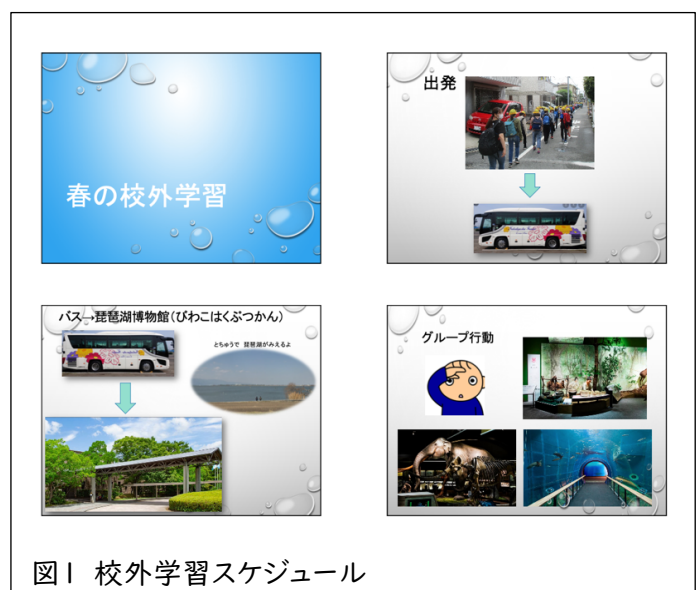 春の校外学習
出発
バス→琵琶湖博物館(びわこはくぶつかん)
とちゅうで 琵琶湖がみえるよ
グループ行動
図1 校外学習スケジュール